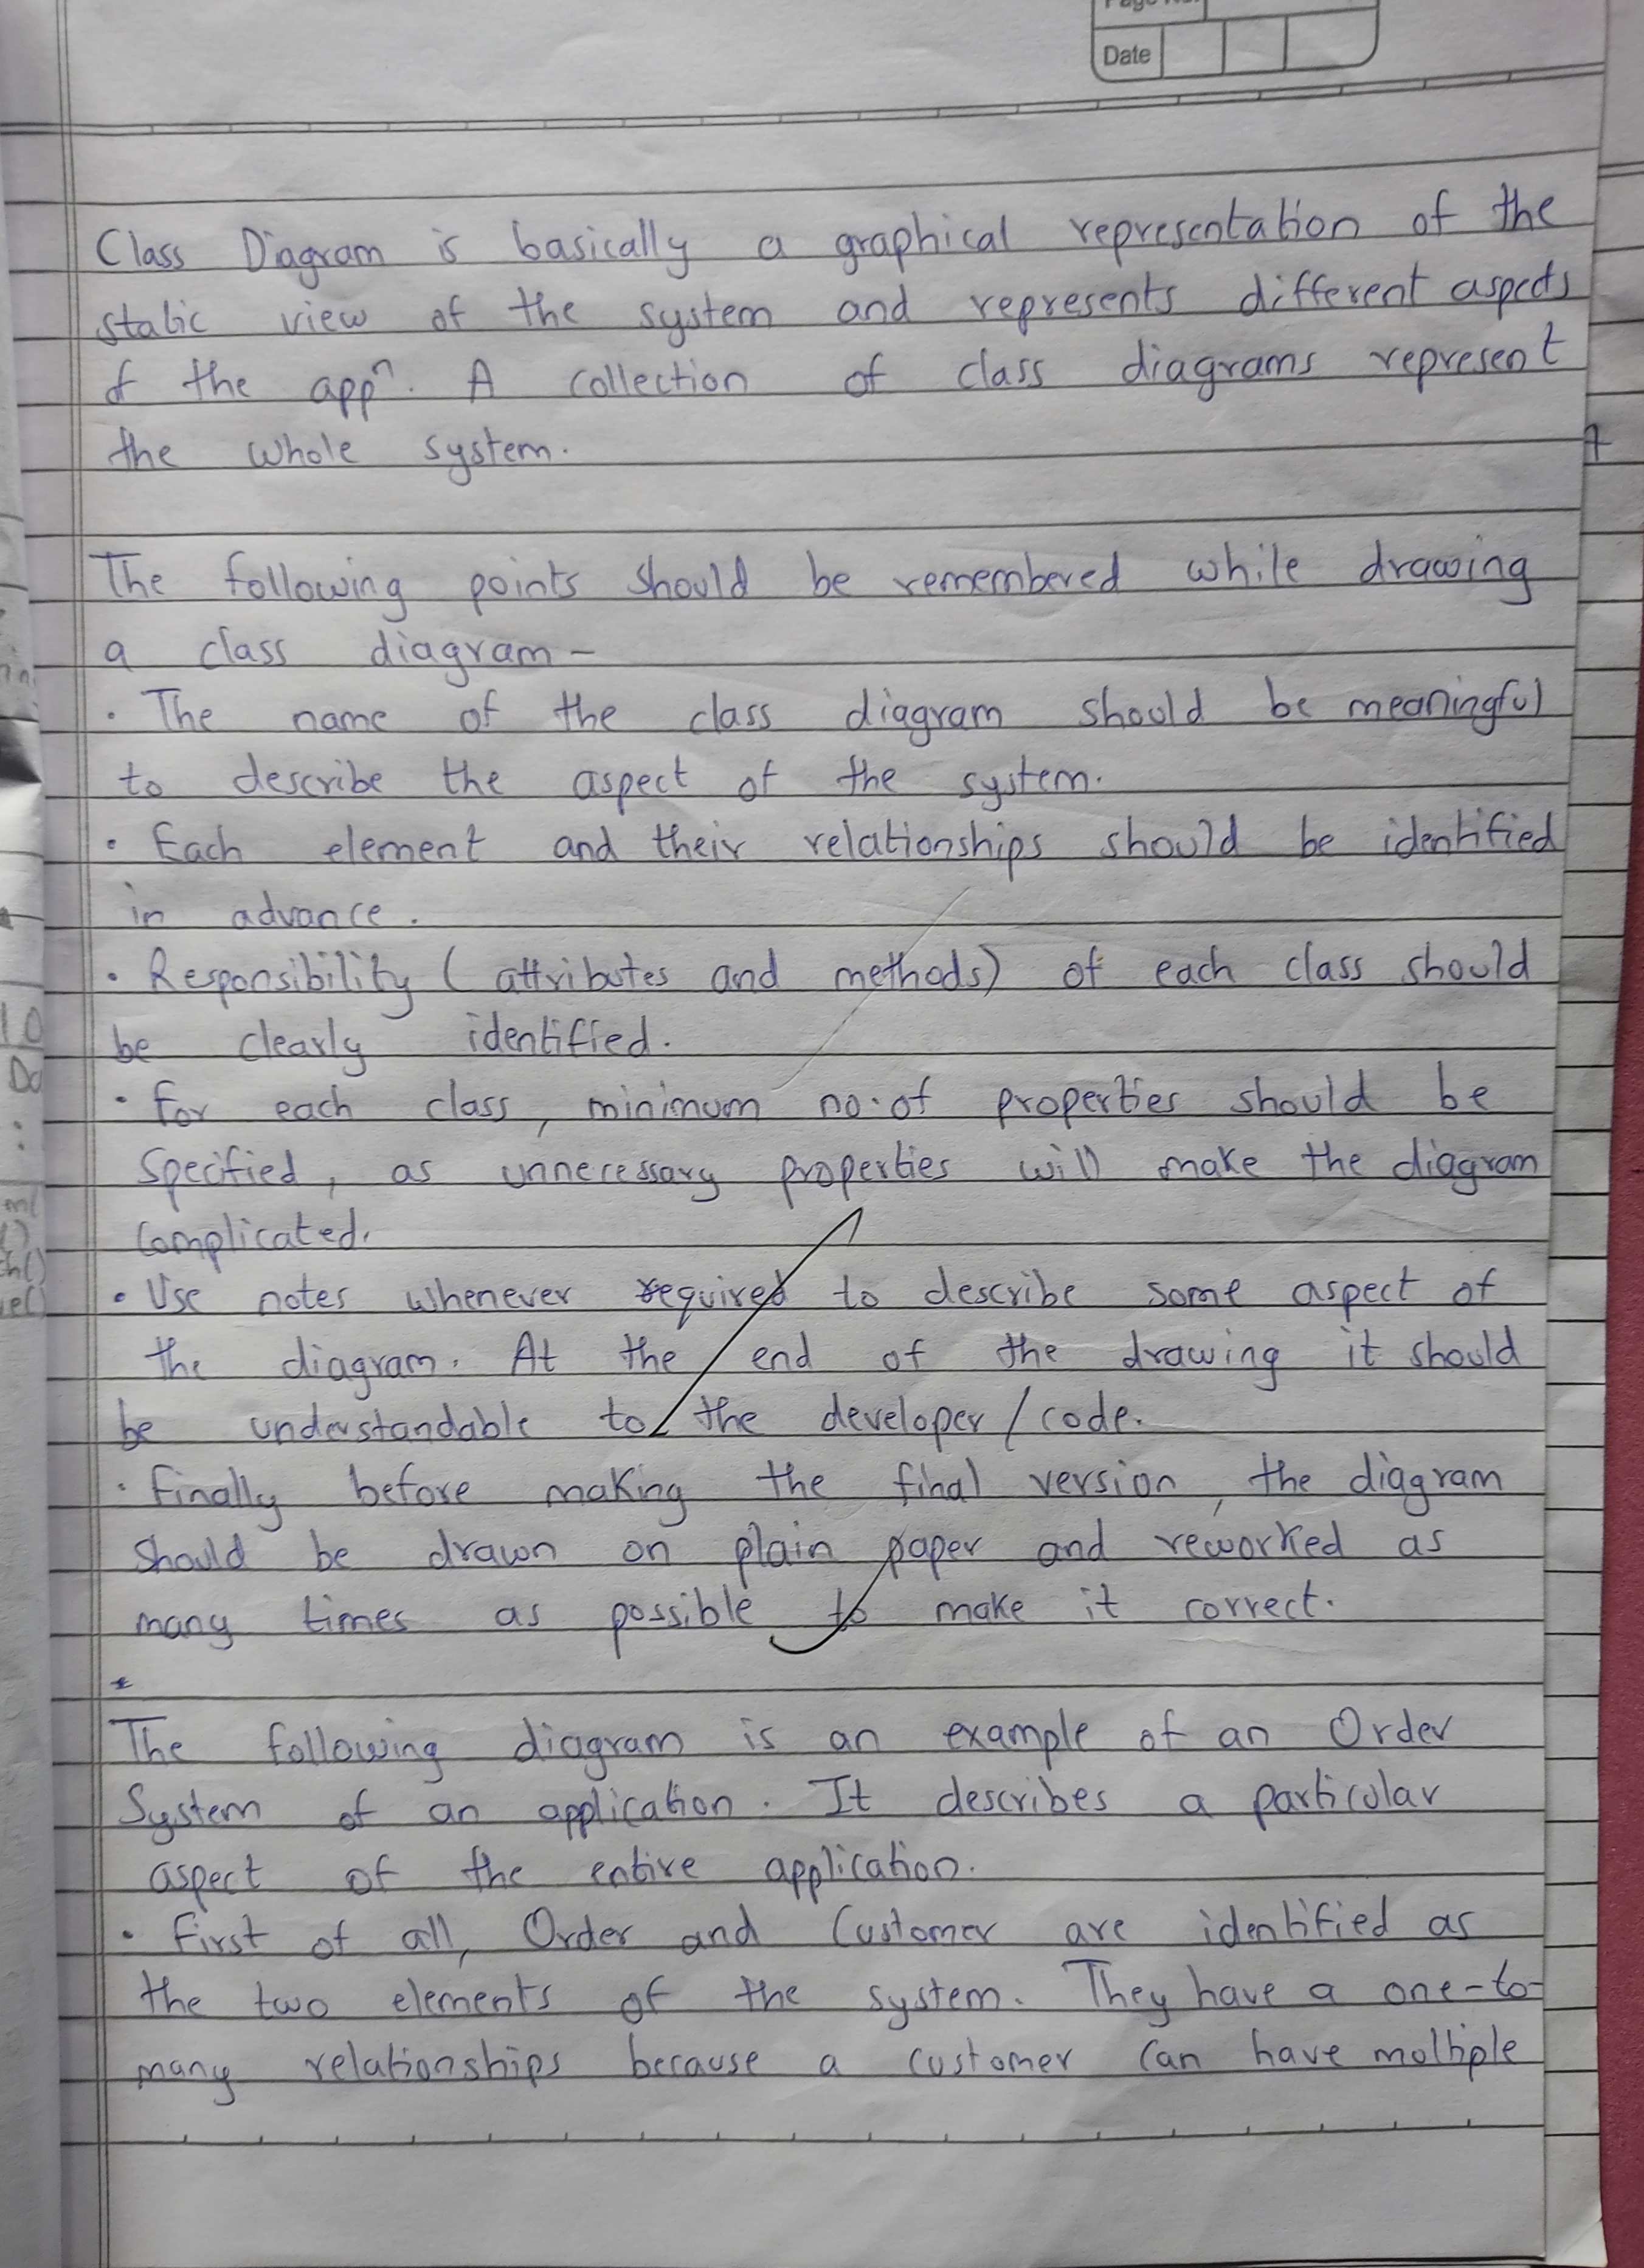 Page No.
Date
Class Diagram is basically a graphical representation of the
static view of the system and represents different aspects
of the appⁿ. A collection of class diagrams represent
the whole system.
The following points should be remembered while drawing
a class diagram -
• The name of the class diagram should be meaningful
to describe the aspect of the system.
• Each element and their relationships should be identified
in advance.
• Responsibility (attributes and methods) of each class should
be clearly identified.
• For each class, minimum no. of properties should be
specified, as unnecessary properties will make the diagram
complicated.
• Use notes whenever required to describe some aspect of
the diagram. At the end of the drawing it should
be understandable to the developer/code.
• Finally before making the final version, the diagram
should be drawn on plain paper and reworked as
many times as possible to make it correct.
The following diagram is an example of an Order
System of an application. It describes a particular
aspect of the entire application.
• First of all, Order and Customer are identified as
the two elements of the system. They have a one-to-
many relationships because a customer can have multiple